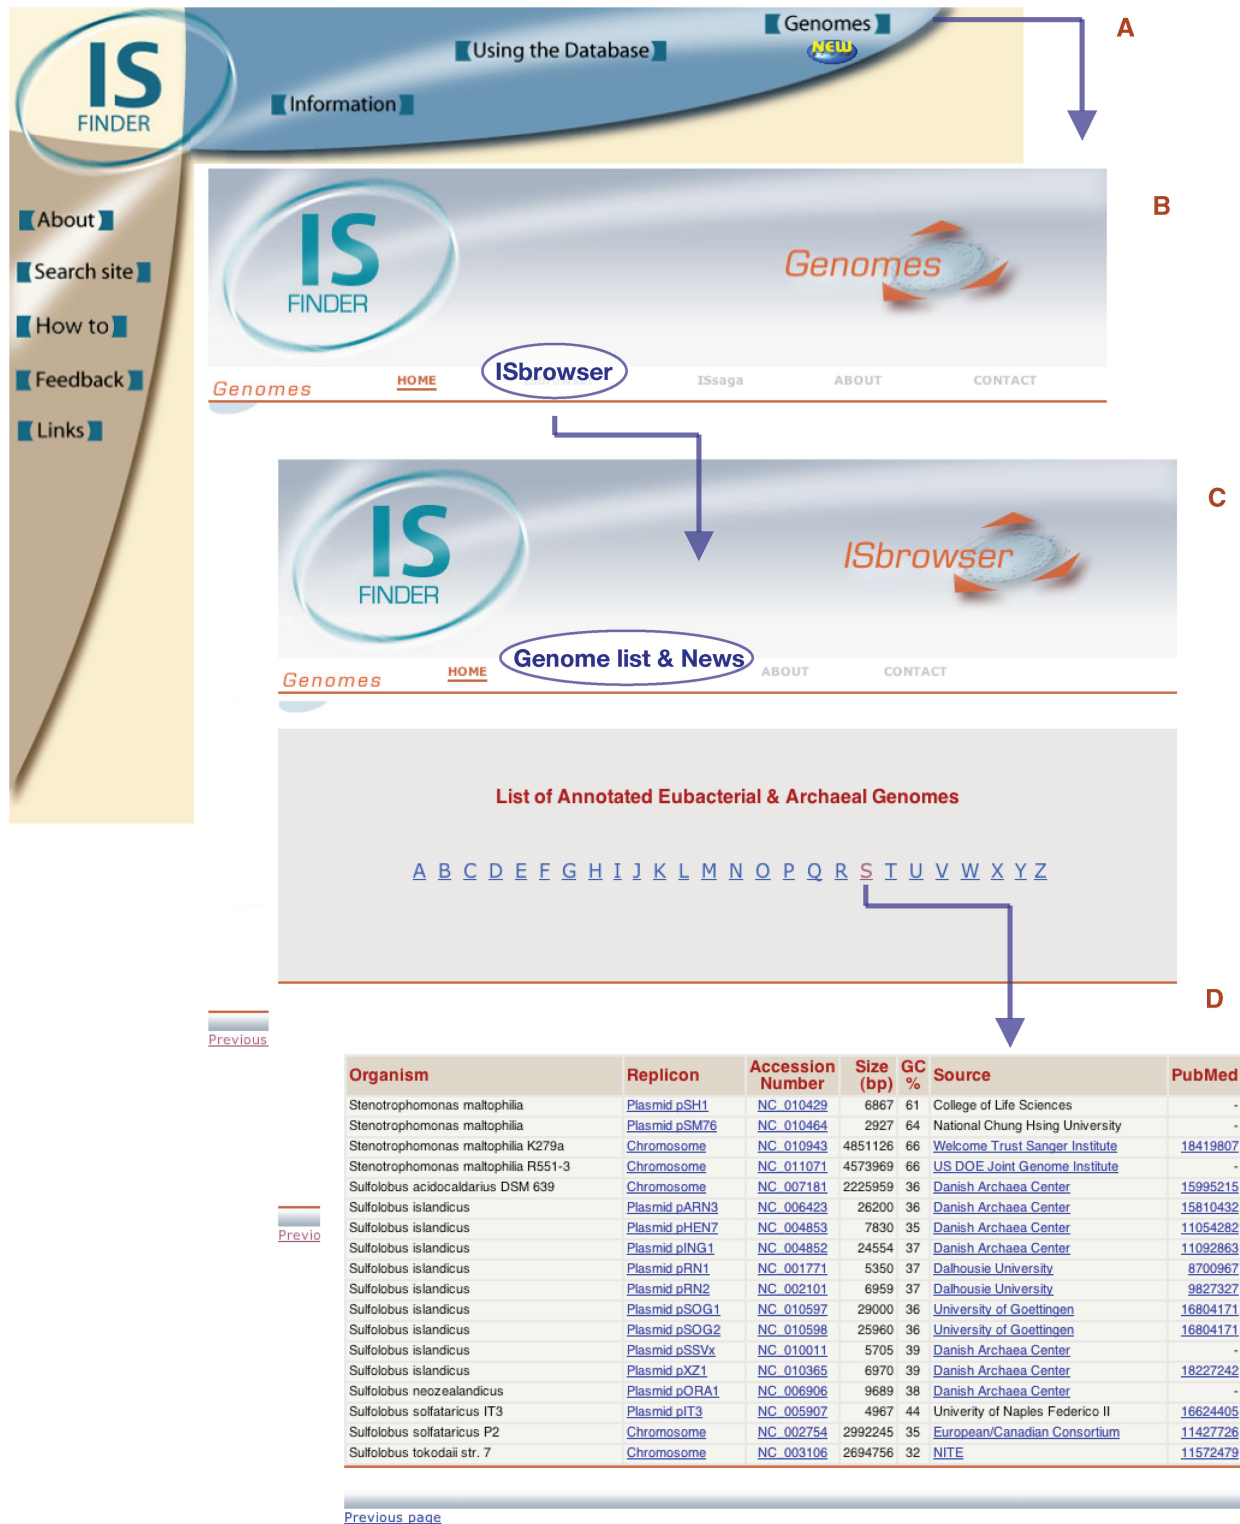 A
IS
FINDER
Genomes
NEW
Using the Database
Information
About
Search site
How to
Feedback
Links
B
IS
FINDER
Genomes
Genomes HOME ISbrowser ISsaga ABOUT CONTACT
C
IS
FINDER
ISbrowser
Genomes HOME Genome list & News ABOUT CONTACT
List of Annotated Eubacterial & Archaeal Genomes
A B C D E F G H I J K L M N O P Q R S T U V W X Y Z
D
Previous
Previo
Organism Replicon Accession Number Size (bp) GC % Source PubMed
Stenotrophomonas maltophilia Plasmid pSH1 NC_010429 6867 61 College of Life Sciences -
Stenotrophomonas maltophilia Plasmid pSM76 NC_010464 2927 64 National Chung Hsing University -
Stenotrophomonas maltophilia K279a Chromosome NC_010943 4851126 66 Welcome Trust Sanger Institute 18419807
Stenotrophomonas maltophilia R551-3 Chromosome NC_011071 4573969 66 US DOE Joint Genome Institute -
Sulfolobus acidocaldarius DSM 639 Chromosome NC_007181 2225959 36 Danish Archaea Center 15995215
Sulfolobus islandicus Plasmid pARN3 NC_006423 26200 36 Danish Archaea Center 15810432
Sulfolobus islandicus Plasmid pHEN7 NC_004853 7830 35 Danish Archaea Center 11054282
Sulfolobus islandicus Plasmid pING1 NC_004852 24554 37 Danish Archaea Center 11092863
Sulfolobus islandicus Plasmid pRN1 NC_001771 5350 37 Dalhousie University 8700967
Sulfolobus islandicus Plasmid pRN2 NC_002101 6959 37 Dalhousie University 9827327
Sulfolobus islandicus Plasmid pSOG1 NC_010597 29000 36 University of Goettingen 16804171
Sulfolobus islandicus Plasmid pSOG2 NC_010598 25960 36 University of Goettingen 16804171
Sulfolobus islandicus Plasmid pSSVx NC_010011 5705 39 Danish Archaea Center -
Sulfolobus islandicus Plasmid pXZ1 NC_010365 6970 39 Danish Archaea Center 18227242
Sulfolobus neozealandicus Plasmid pORA1 NC_006906 9689 38 Danish Archaea Center -
Sulfolobus solfataricus IT3 Plasmid pIT3 NC_005907 4967 44 Univerity of Naples Federico II 16624405
Sulfolobus solfataricus P2 Chromosome NC_002754 2992245 35 European/Canadian Consortium 11427726
Sulfolobus tokodaii str. 7 Chromosome NC_003106 2694756 32 NITE 11572479
Previous page